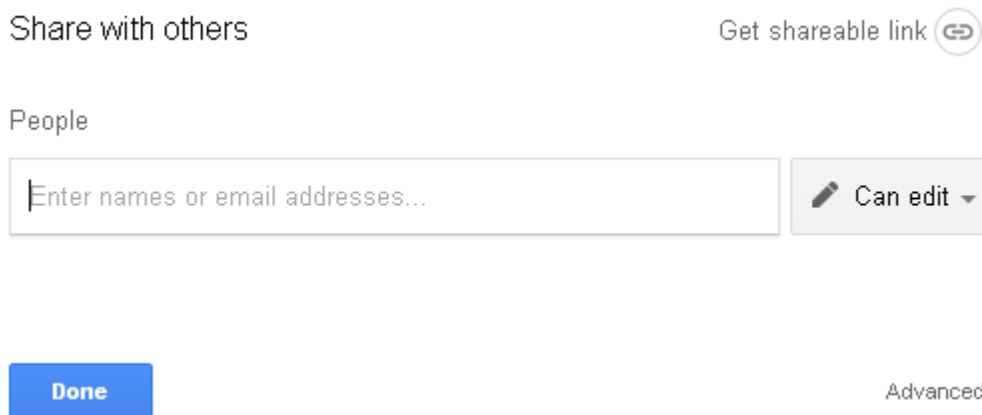 Share with others
Get shareable link
People
Enter names or email addresses...
Can edit
Done
Advanced